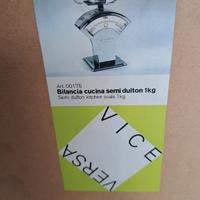 Art. 00175
Bilancia cucina semi dulton 1kg
Semi dulton kitchen scale 1kg
VICE
VERSA